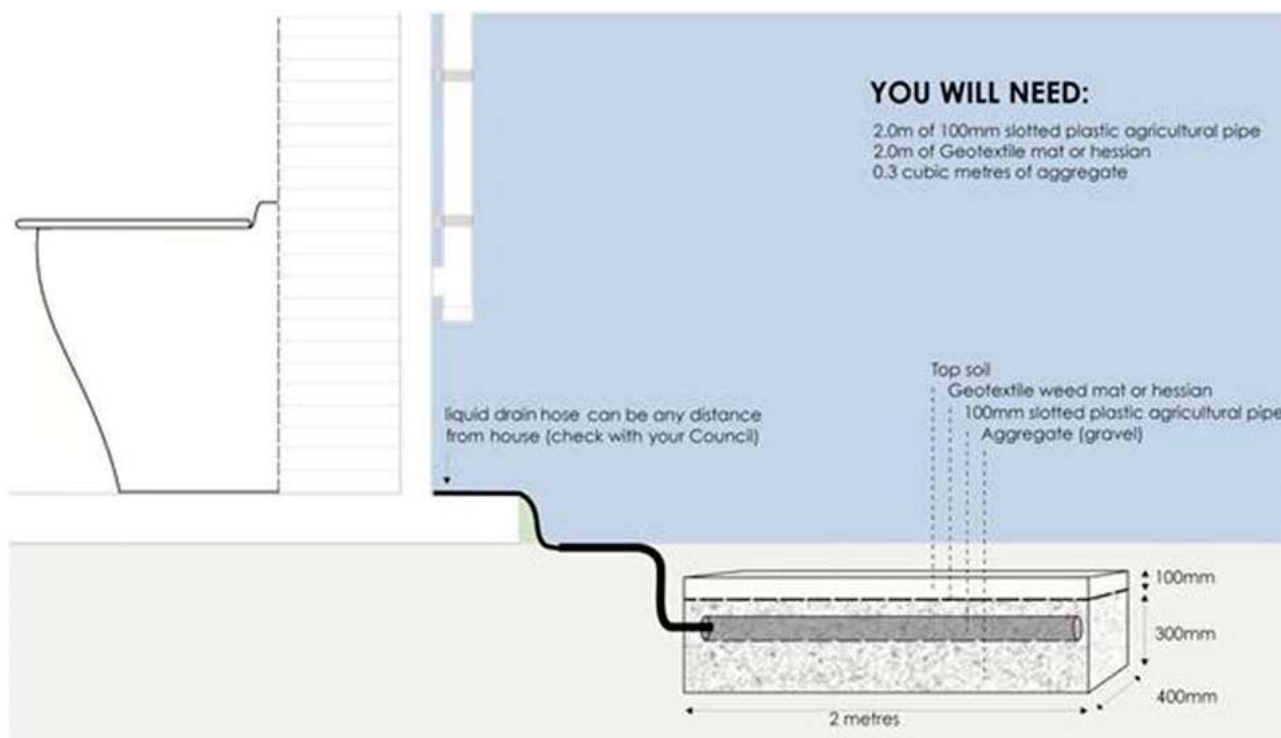 YOU WILL NEED:
2.0m of 100mm slotted plastic agricultural pipe
2.0m of Geotextile mat or hessian
0.3 cubic metres of aggregate
Top soil
Geotextile weed mat or hessian
100mm slotted plastic agricultural pipe
Aggregate (gravel)
liquid drain hose can be any distance
from house (check with your Council)
100mm
300mm
400mm
2 metres